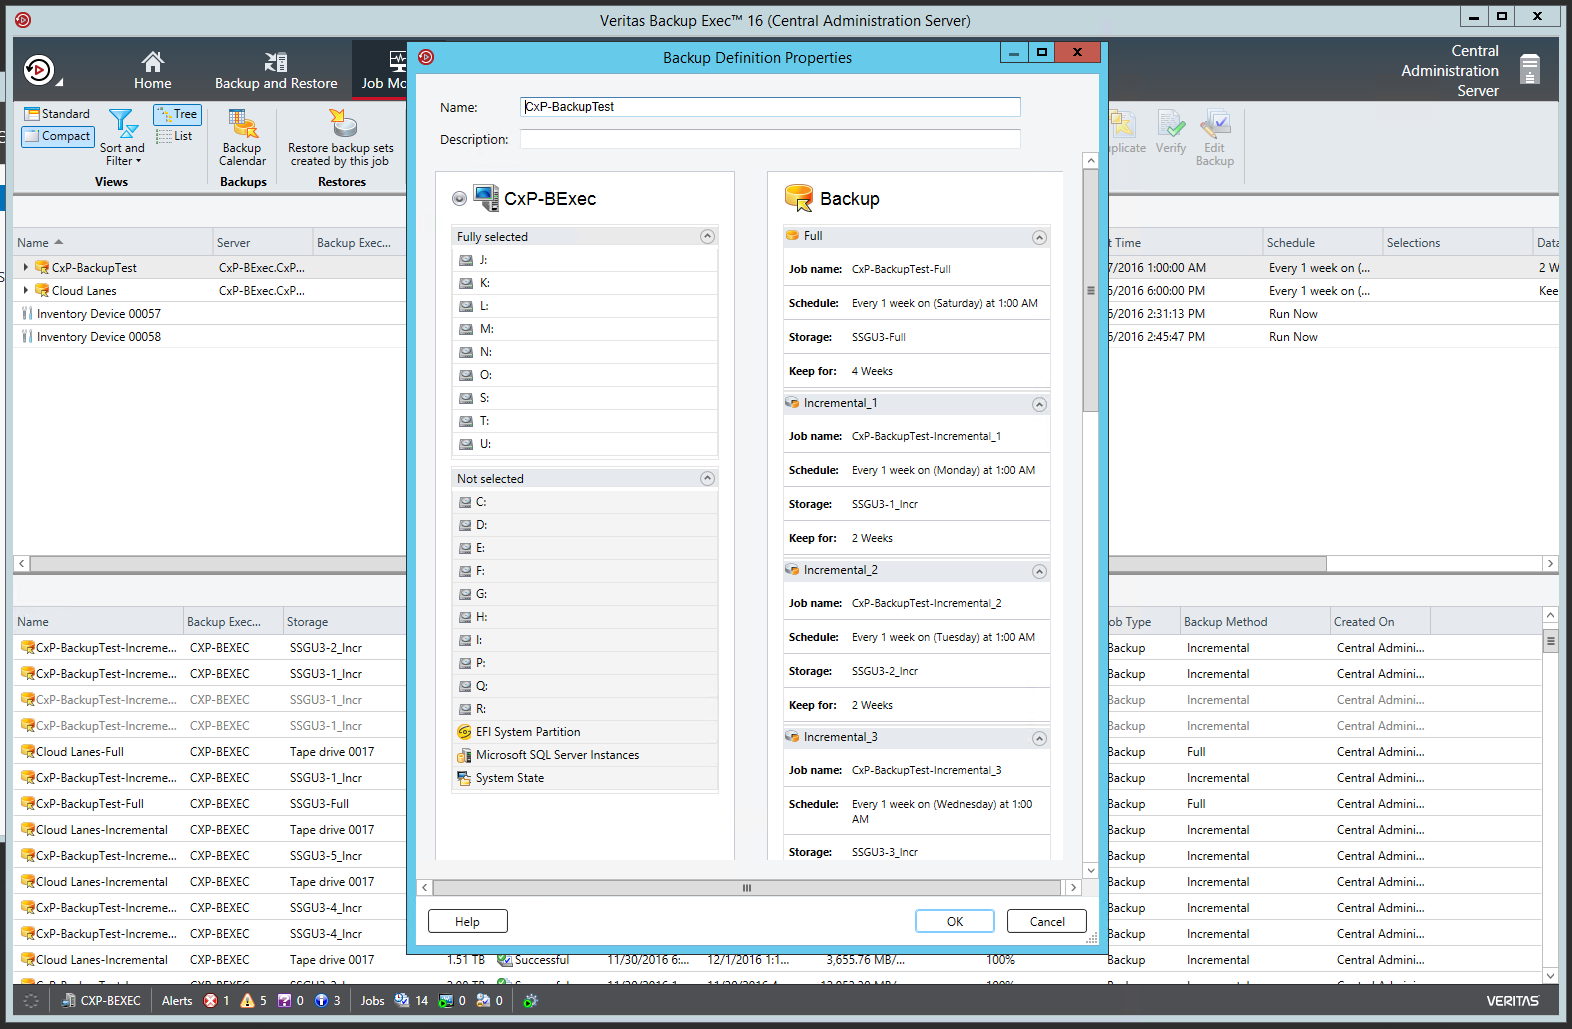 Veritas Backup Exec™ 16 (Central Administration Server)
Home
Backup and Restore
Job Mo
Central
Administration
Server
Standard
Compact
Sort and
Filter
Tree
List
Views
Backup
Calendar
Backups
Restore backup sets
created by this job
Restores
plicate
Verify
Edit
Backup
Name
Server
Backup Exec...
t Time
Schedule
Selections
Data
CxP-BackupTest
CxP-BExec.CxP...
7/2016 1:00:00 AM
Every 1 week on (...
2 W
Cloud Lanes
CxP-BExec.CxP...
5/2016 6:00:00 PM
Every 1 week on (...
Kee
Inventory Device 00057
5/2016 2:31:13 PM
Run Now
Inventory Device 00058
5/2016 2:45:47 PM
Run Now
Backup Definition Properties
Name:
CxP-BackupTest
Description:
CxP-BExec
Fully selected
J:
K:
L:
M:
N:
O:
S:
T:
U:
Not selected
C:
D:
E:
F:
G:
H:
I:
P:
Q:
R:
EFI System Partition
Microsoft SQL Server Instances
System State
Backup
Full
Job name: CxP-BackupTest-Full
Schedule: Every 1 week on (Saturday) at 1:00 AM
Storage: SSGU3-Full
Keep for: 4 Weeks
Incremental_1
Job name: CxP-BackupTest-Incremental_1
Schedule: Every 1 week on (Monday) at 1:00 AM
Storage: SSGU3-1_Incr
Keep for: 2 Weeks
Incremental_2
Job name: CxP-BackupTest-Incremental_2
Schedule: Every 1 week on (Tuesday) at 1:00 AM
Storage: SSGU3-2_Incr
Keep for: 2 Weeks
Incremental_3
Job name: CxP-BackupTest-Incremental_3
Schedule: Every 1 week on (Wednesday) at 1:00
AM
Storage: SSGU3-3_Incr
Help
OK
Cancel
Name
Backup Exec...
Storage
ob Type
Backup Method
Created On
CxP-BackupTest-Increme... CXP-BEXEC SSGU3-2_Incr Backup Incremental Central Admini...
CxP-BackupTest-Increme... CXP-BEXEC SSGU3-1_Incr Backup Incremental Central Admini...
CxP-BackupTest-Increme... CXP-BEXEC SSGU3-1_Incr Backup Incremental Central Admini...
CxP-BackupTest-Increme... CXP-BEXEC SSGU3-1_Incr Backup Incremental Central Admini...
Cloud Lanes-Full CXP-BEXEC Tape drive 0017 Backup Full Central Admini...
CxP-BackupTest-Increme... CXP-BEXEC SSGU3-1_Incr Backup Incremental Central Admini...
CxP-BackupTest-Full CXP-BEXEC SSGU3-Full Backup Full Central Admini...
Cloud Lanes-Incremental CXP-BEXEC Tape drive 0017 Backup Incremental Central Admini...
CxP-BackupTest-Increme... CXP-BEXEC SSGU3-5_Incr Backup Incremental Central Admini...
Cloud Lanes-Incremental CXP-BEXEC Tape drive 0017 Backup Incremental Central Admini...
CxP-BackupTest-Increme... CXP-BEXEC SSGU3-4_Incr Backup Incremental Central Admini...
CxP-BackupTest-Increme... CXP-BEXEC SSGU3-4_Incr Backup Incremental Central Admini...
Cloud Lanes-Incremental CXP-BEXEC Tape drive 0017 1.51 TB Successful 11/30/2016 6:... 12/1/2016 1:1... 3,655.76 MB/... 100% Backup Incremental Central Admini...
CXP-BEXEC Alerts 1 5 0 3 Jobs 14 0 0
VERITAS